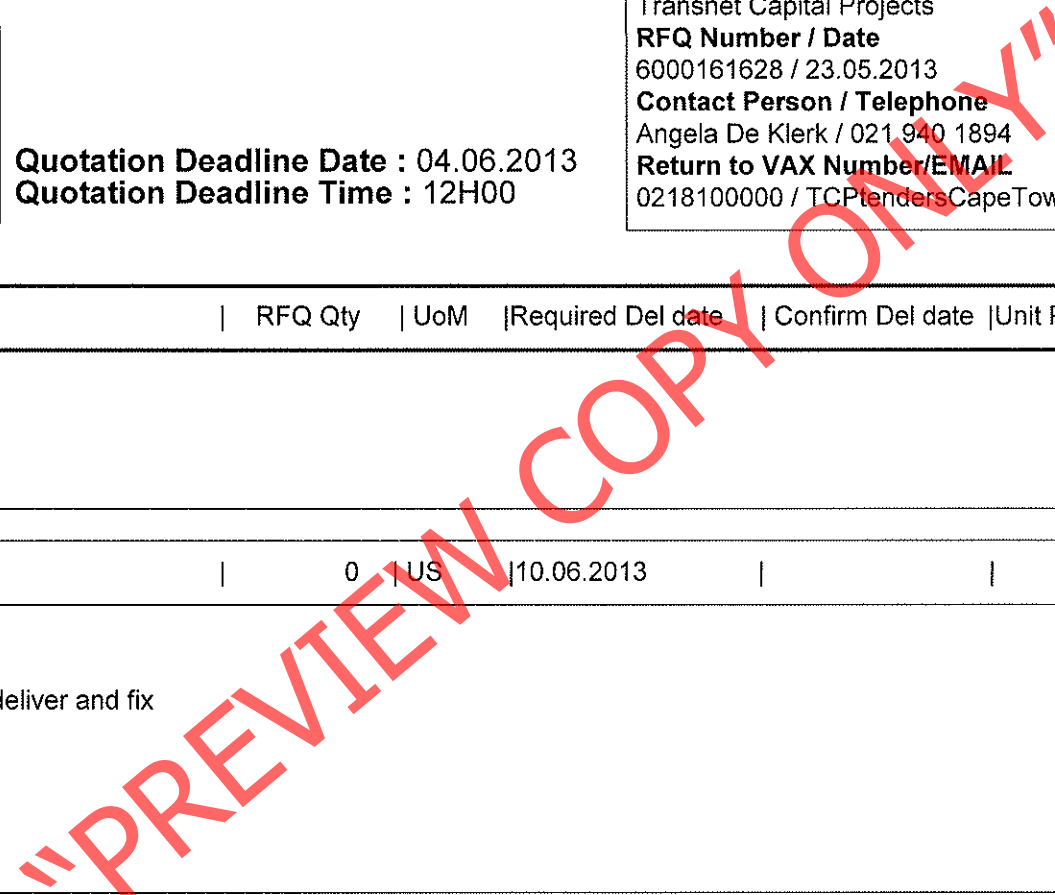 Transnet Capital Projects
RFQ Number / Date
6000161628 / 23.05.2013
Contact Person / Telephone
Angela De Klerk / 021 940 1894
Quotation Deadline Date : 04.06.2013
Return to VAX Number/EMAIL
Quotation Deadline Time : 12H00
0218100000 / TCPtendersCapeTow
| RFQ Qty | UoM |Required Del date | Confirm Del date |Unit P
| 0 | US |10.06.2013 | |
deliver and fix
"PREVIEW COPY ONLY"